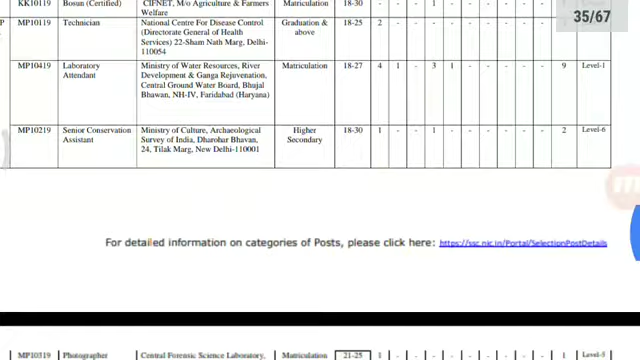 KK10119 Bosun (Certified) CIFNET, M/o Agriculture & Farmers Welfare Matriculation 18-30 - - 1 - - - - - -
35/67
MP10119 Technician National Centre For Disease Control Graduation & 18-25 2 - - - - - - - -
(Directorate General of Health above
Services) 22-Sham Nath Marg, Delhi-
110054
MP10419 Laboratory Ministry of Water Resources, River Matriculation 18-27 4 1 - 3 1 - - - - - 9 Level-1
Attendant Development & Ganga Rejuvenation,
Central Ground Water Board, Bhujal
Bhawan, NH-IV, Faridabad (Haryana)
MP10219 Senior Conservation Ministry of Culture, Archaeological Higher 18-30 1 - - 1 - - - - - - 2 Level-6
Assistant Survey of India, Dharohar Bhavan, Secondary
24, Tilak Marg, New Delhi-110001
For detailed information on categories of Posts, please click here: https://ssc.nic.in/Portal/SelectionPostDetails
MP10319 Photographer Central Forensic Science Laboratory, Matriculation 21-25 1 - - - - - - - - - 1 Level-5